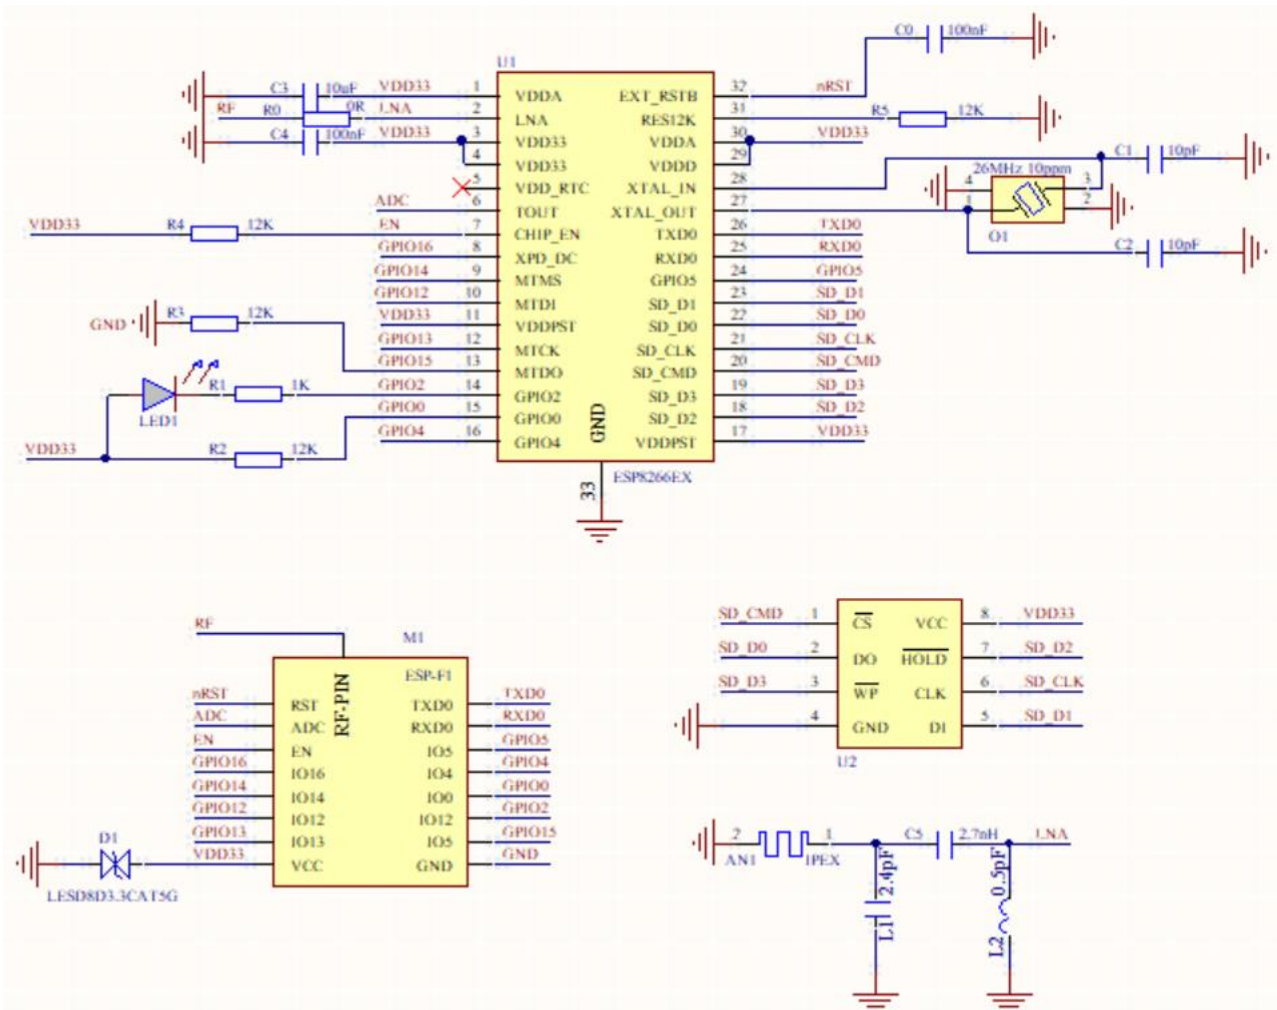 C0 100nF
U1
C3 10uF VDD33 1 VDDA EXT_RSTB 32 nRST
RF R0 0R LNA 2 LNA RES12K 31 R5 12K
C4 100nF VDD33 3 VDD33 VDDA 30 VDD33
4 VDD33 VDDD 29
5 VDD_RTC XTAL_IN 28
26MHz 10ppm 3 C1 10pF
4
1 2
O1
C2 10pF
ADC 6 TOUT XTAL_OUT 27
VDD33 R4 12K EN 7 CHIP_EN TXD0 26 TXD0
GPIO16 8 XPD_DC RXD0 25 RXD0
GPIO14 9 MTMS GPIO5 24 GPIO5
GPIO12 10 MTDI SD_D1 23 SD_D1
GND R3 12K VDD33 11 VDDPST SD_D0 22 SD_D0
GPIO13 12 MTCK SD_CLK 21 SD_CLK
GPIO15 13 MTDO SD_CMD 20 SD_CMD
LED1 R1 1K GPIO2 14 GPIO2 SD_D3 19 SD_D3
GPIO0 15 GPIO0 SD_D2 18 SD_D2
VDD33 R2 12K GPIO4 16 GPIO4 VDDPST 17 VDD33
GND
33
ESP8266EX
RF
M1
ESP-F1
RF-PIN
nRST RST TXD0 TXD0
ADC ADC RXD0 RXD0
EN EN IO5 GPIO5
GPIO16 IO16 IO4 GPIO4
GPIO14 IO14 IO0 GPIO0
GPIO12 IO12 IO12 GPIO2
GPIO13 IO13 IO5 GPIO15
D1 VDD33 VCC GND GND
LESD8D3.3CAT5G
SD_CMD 1 CS VCC 8 VDD33
SD_D0 2 DO HOLD 7 SD_D2
SD_D3 3 WP CLK 6 SD_CLK
4 GND DI 5 SD_D1
U2
2 1 C5 2.7nH LNA
AN1 IPEX
L1 2.4pF
L2 0.5pF